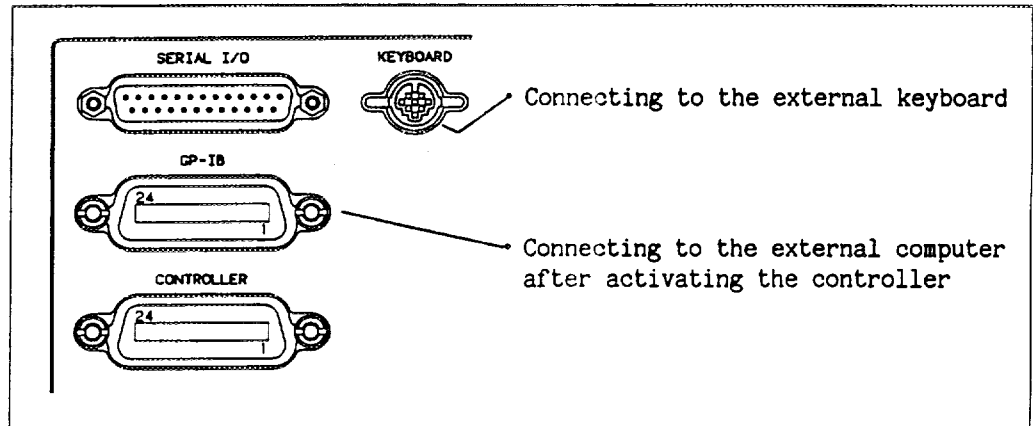 SERIAL I/O
KEYBOARD
Connecting to the external keyboard
GP-IB
24
1
Connecting to the external computer
after activating the controller
CONTROLLER
24
1